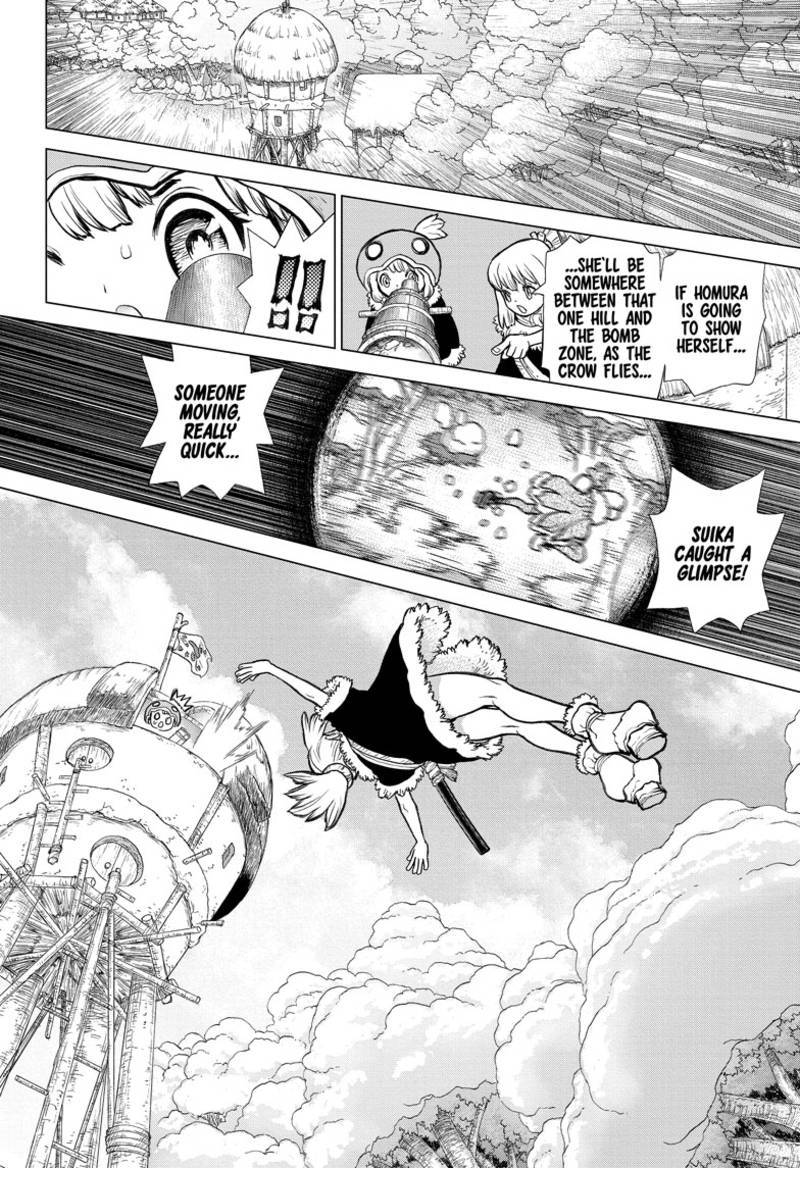 IF HOMURA
IS GOING
TO SHOW
HERSELF...
...SHE'LL BE
SOMEWHERE
BETWEEN THAT
ONE HILL AND
THE BOMB
ZONE, AS THE
CROW FLIES...
!!
SUIKA
CAUGHT A
GLIMPSE!
SOMEONE
MOVING,
REALLY
QUICK...